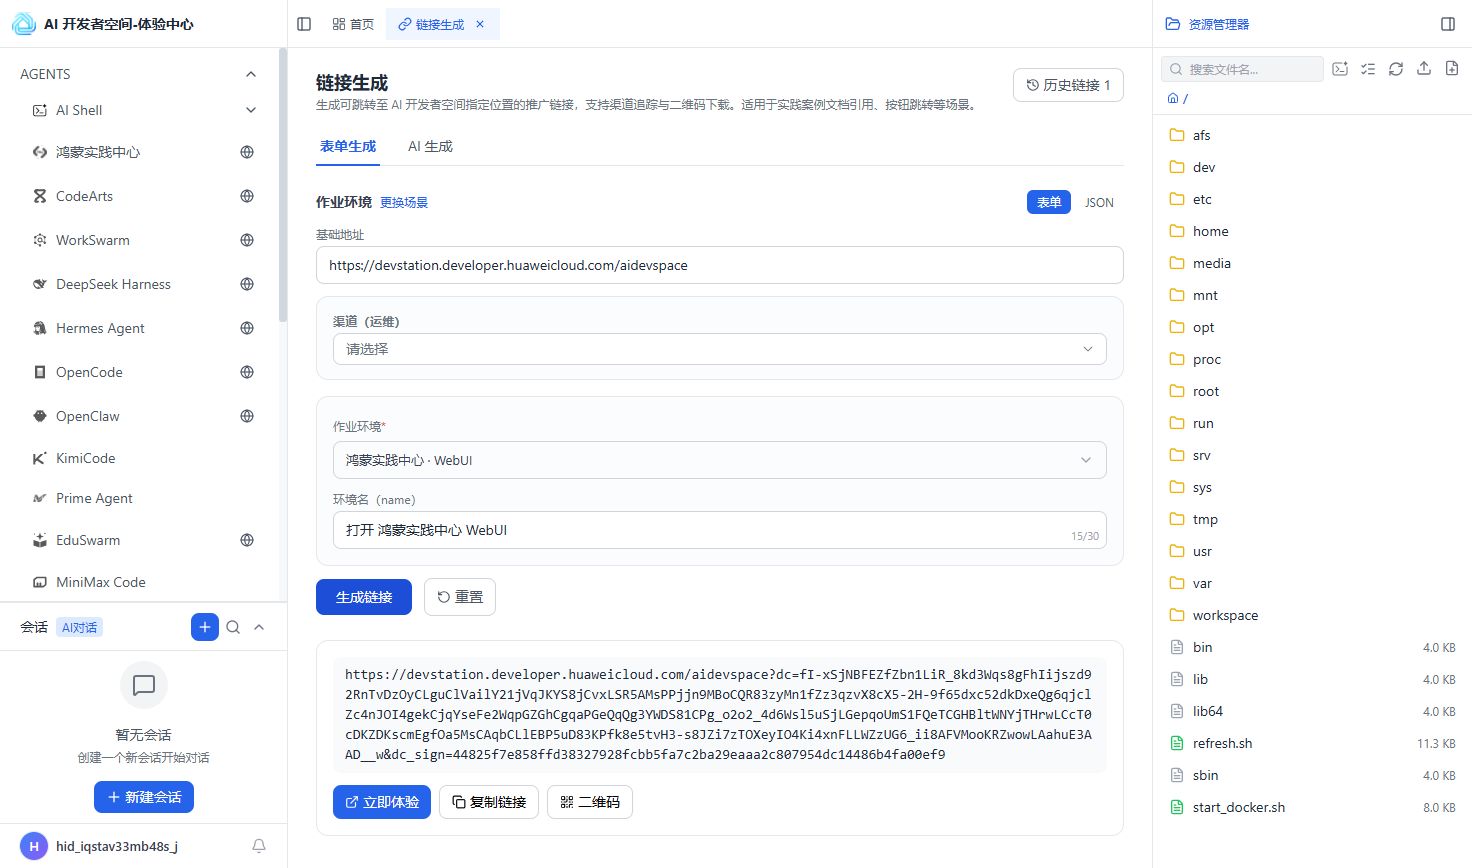 AI 开发者空间-体验中心
AGENTS
AI Shell
鸿蒙实践中心
CodeArts
WorkSwarm
DeepSeek Harness
Hermes Agent
OpenCode
OpenClaw
KimiCode
Prime Agent
EduSwarm
MiniMax Code
会话 AI对话
暂无会话
创建一个新会话开始对话
新建会话
H hid_iqstav33mb48s_j
首页 链接生成
链接生成
生成可跳转至 AI 开发者空间指定位置的推广链接，支持渠道追踪与二维码下载。适用于实践案例文档引用、按钮跳转等场景。
历史链接 1
表单生成 AI 生成
作业环境 更换场景
表单 JSON
基础地址
https://devstation.developer.huaweicloud.com/aidevspace
渠道（运维）
请选择
作业环境*
鸿蒙实践中心 · WebUI
环境名（name）
打开 鸿蒙实践中心 WebUI
15/30
生成链接 重置
https://devstation.developer.huaweicloud.com/aidevspace?dc=fI-xSjNBFEZfZbn1LiR_8kd3Wqs8gFhIijszd9
2RnTvDzOyCLguClVailY21jVqJKYS8jCvxLSR5AMsPPjjn9MBoCQR83zyMn1fZz3qzvX8cX5-2H-9f65dxc52dkDxeQg6qjcl
Zc4nJOI4gekCjqYseFe2WqpGZGhCgqaPGeQqQg3YWDS81CPg_o2o2_4d6Wsl5uSjLGepqoUmS1FQeTCGHBltWNYjTHrwLCcT0
cDKZDKscmEgfOa5MsCAqbCLlEBP5uD83KPfk8e5tvH3-s8JZi7zTOXeyIO4Ki4xnFLLWZzUG6_ii8AFVMooKRZwowLAahuE3A
AD__w&dc_sign=44825f7e858ffd38327928fcbb5fa7c2ba29eaaa2c807954dc14486b4fa00ef9
立即体验 复制链接 二维码
资源管理器
搜索文件名...
/
afs
dev
etc
home
media
mnt
opt
proc
root
run
srv
sys
tmp
usr
var
workspace
bin 4.0 KB
lib 4.0 KB
lib64 4.0 KB
refresh.sh 11.3 KB
sbin 4.0 KB
start_docker.sh 8.0 KB